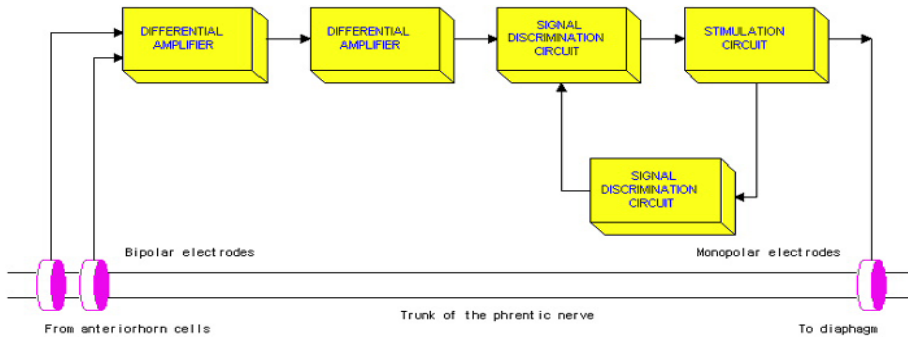 DIFFERENTIAL
AMPLIFIER
DIFFERENTIAL
AMPLIFIER
SIGNAL
DISCRIMINATION
CIRCUIT
STIMULATION
CIRCUIT
SIGNAL
DISCRIMINATION
CIRCUIT
Bipolar electrodes
Monopolar electrodes
Trunk of the phrentic nerve
From anteriorhorn cells
To diaphagm